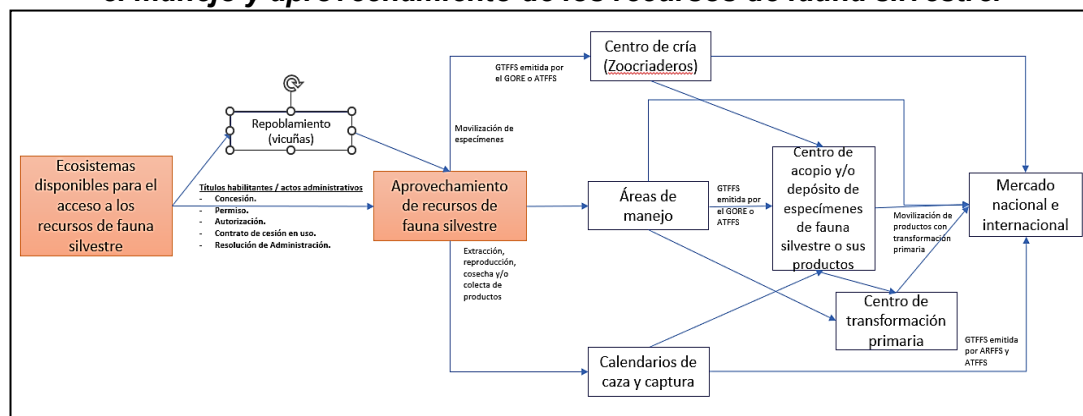 el manejo y aprovechamiento de los recursos de fauna silvestre.
Centro de cría
(Zoocriaderos)
GTFFS emitida por
el GORE o ATFFS
Repoblamiento
(vicuñas)
Movilización de
especímenes
Ecosistemas
disponibles para el
acceso a los
recursos de fauna
silvestre
Títulos habilitantes / actos administrativos
- Concesión.
- Permiso.
- Autorización.
- Contrato de cesión en uso.
- Resolución de Administración.
Aprovechamiento
de recursos de
fauna silvestre
Extracción,
reproducción,
cosecha y/o
colecta de
productos
Áreas de
manejo
GTFFS
emitida por
el GORE o
ATFFS
Centro de
acopio y/o
depósito de
especímenes
de fauna
silvestre o sus
productos
Movilización de
productos con
transformación
primaria
Mercado
nacional e
internacional
Centro de
transformación
primaria
Calendarios de
caza y captura
GTFFS emitida
por ARFFS y
ATFFS